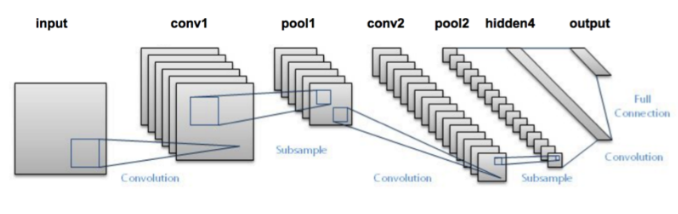 input conv1 pool1 conv2 pool2 hidden4 output
Full
Connection
Subsample
Convolution
Convolution Convolution Subsample